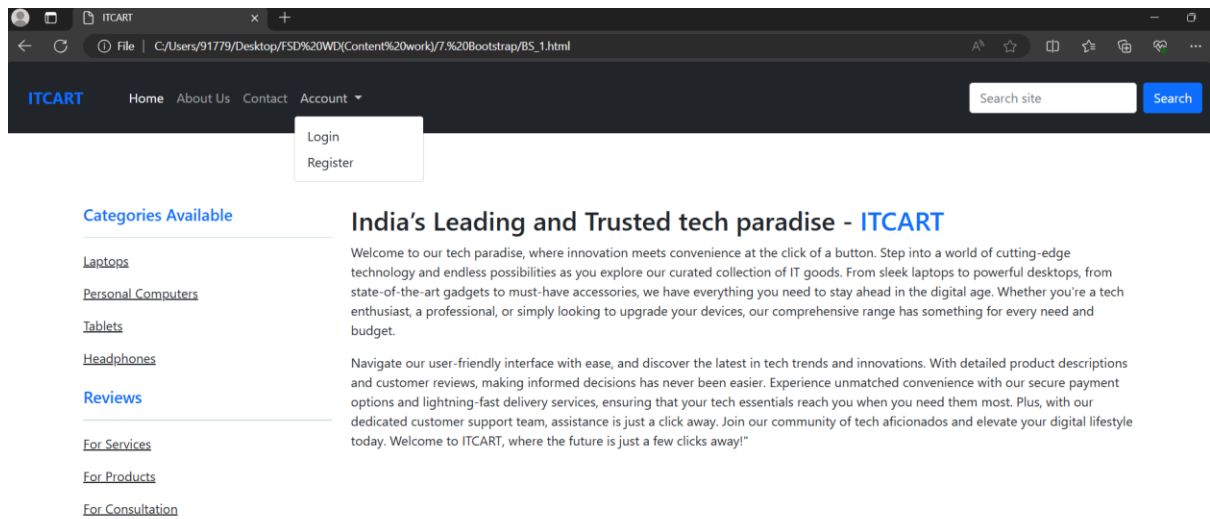 ITCART
File | C:/Users/91779/Desktop/FSD%20WD(Content%20work)/7.%20Bootstrap/BS_1.html
ITCART Home About Us Contact Account Search site Search
Login
Register
Categories Available
Laptops
Personal Computers
Tablets
Headphones
Reviews
For Services
For Products
For Consultation
India’s Leading and Trusted tech paradise - ITCART
Welcome to our tech paradise, where innovation meets convenience at the click of a button. Step into a world of cutting-edge
technology and endless possibilities as you explore our curated collection of IT goods. From sleek laptops to powerful desktops, from
state-of-the-art gadgets to must-have accessories, we have everything you need to stay ahead in the digital age. Whether you're a tech
enthusiast, a professional, or simply looking to upgrade your devices, our comprehensive range has something for every need and
budget.
Navigate our user-friendly interface with ease, and discover the latest in tech trends and innovations. With detailed product descriptions
and customer reviews, making informed decisions has never been easier. Experience unmatched convenience with our secure payment
options and lightning-fast delivery services, ensuring that your tech essentials reach you when you need them most. Plus, with our
dedicated customer support team, assistance is just a click away. Join our community of tech aficionados and elevate your digital lifestyle
today. Welcome to ITCART, where the future is just a few clicks away!"